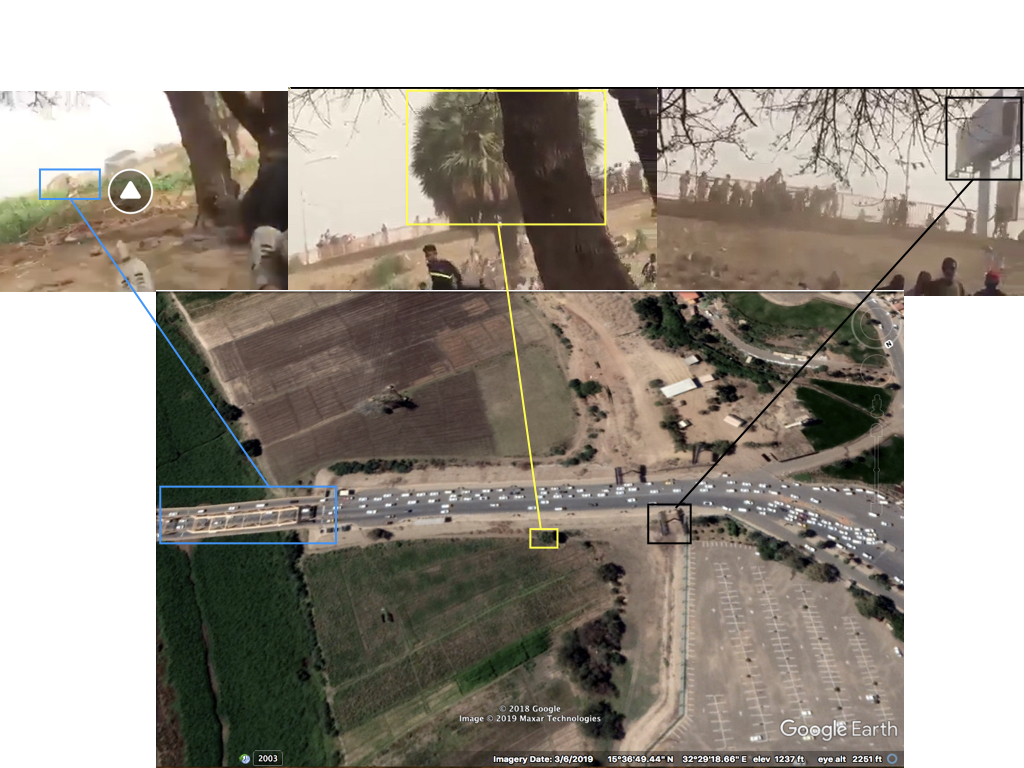 © 2018 Google
Image © 2019 Maxar Technologies
Google Earth
2003
Imagery Date: 3/6/2019 15°36'49.44" N 32°29'18.66" E elev 1237 ft eye alt 2251 ft
N